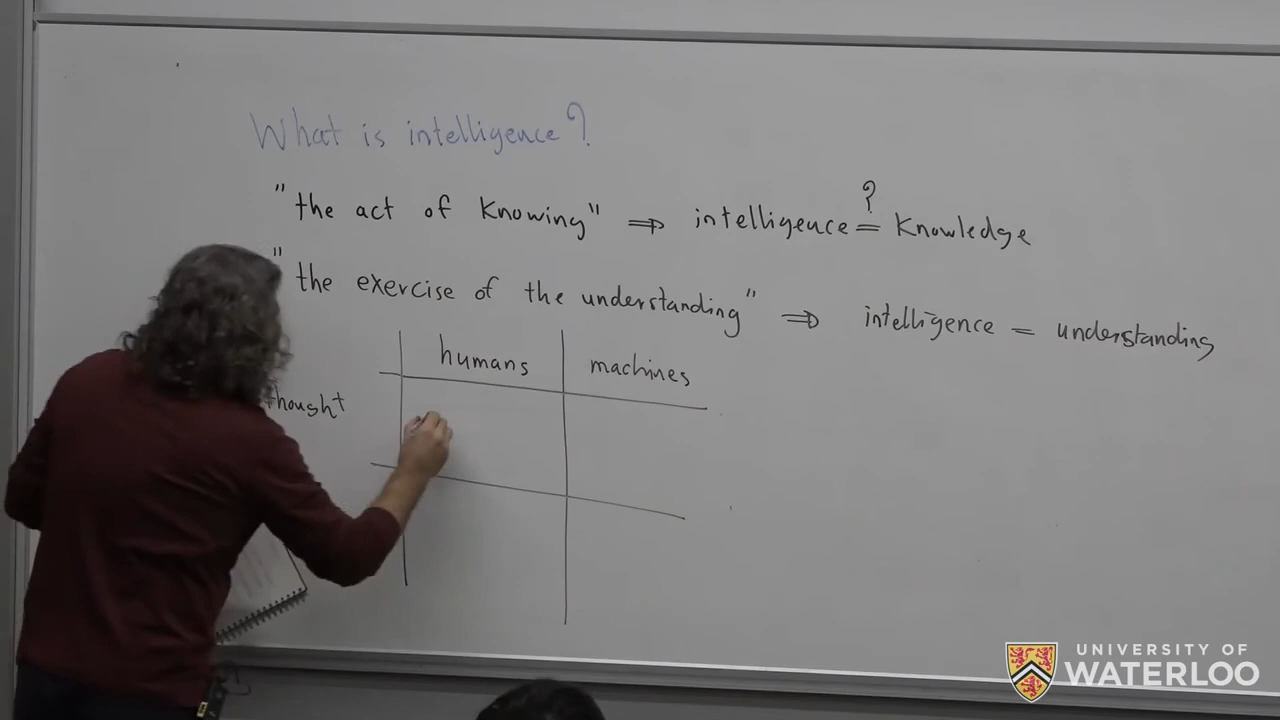 What is intelligence?
"the act of knowing" ⇒ intelligence ?= Knowledge
"the exercise of the understanding" ⇒ intelligence = understanding
humans machines
thought
UNIVERSITY OF
WATERLOO